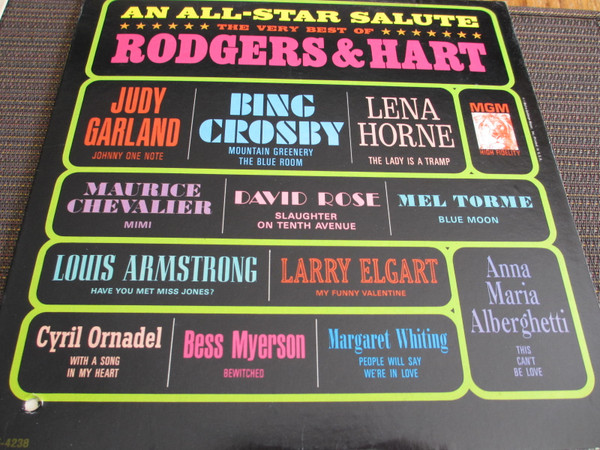 AN ALL-STAR SALUTE
THE VERY BEST OF
RODGERS & HART
JUDY
GARLAND
JOHNNY ONE NOTE
BING
CROSBY
MOUNTAIN GREENERY
THE BLUE ROOM
LENA
HORNE
THE LADY IS A TRAMP
MGM
HIGH FIDELITY
MAURICE
CHEVALIER
MIMI
DAVID ROSE
SLAUGHTER
ON TENTH AVENUE
MEL TORME
BLUE MOON
LOUIS ARMSTRONG
HAVE YOU MET MISS JONES?
LARRY ELGART
MY FUNNY VALENTINE
Anna
Maria
Alberghetti
THIS
CAN'T
BE LOVE
Cyril Ornadel
WITH A SONG
IN MY HEART
Bess Myerson
BEWITCHED
Margaret Whiting
PEOPLE WILL SAY
WE'RE IN LOVE
-4238